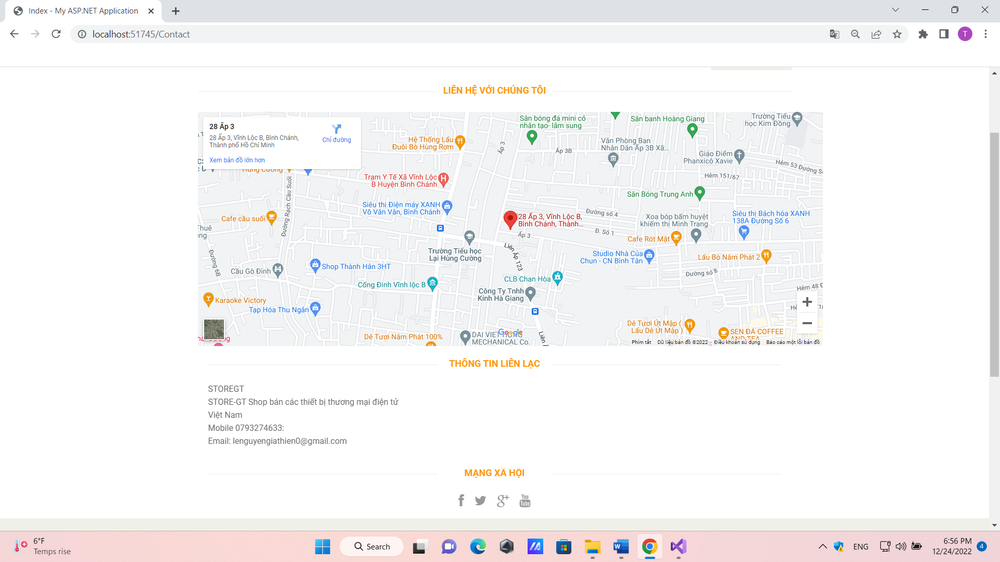 Index - My ASP.NET Application
localhost:51745/Contact
T
LIÊN HỆ VỚI CHÚNG TÔI
28 Ấp 3
28 Ấp 3, Vĩnh Lộc B, Bình Chánh,
Thành phố Hồ Chí Minh
Chỉ đường
Xem bản đồ lớn hơn
Hùng Cường
Hệ Thống Lẩu
Đuôi Bò Hùng Rơm
Ấp 3
Sân bóng đá mini cỏ
nhân tạo- lâm sung
Sân banh Hoàng Giang
Trường Tiểu
học Kim Đồng
Ấp 3B
Văn Phòng Ban
Nhân Dân Ấp 3B Xã...
Giáo Điểm
Phanxicô Xavie
Hẻm 53 Đường Số
Hẻm 151/67
Trạm Y Tế Xã Vĩnh Lộc
B Huyện Bình Chánh
Đường Rạch Cầu Suối
Sân Bóng Trung Anh
Siêu thị Điện máy XANH
Võ Văn Vân, Bình Chánh
Cafe cầu suối
28 Ấp 3, Vĩnh Lộc B,
Bình Chánh, Thành...
Đường số 4
Đ. Số 1
Ấp 3
Xoa bóp bấm huyệt
khiếm thị Minh Trang
Siêu thị Bách hóa XANH
138A Đường Số 6
Thuê
Cafe Rót Mật
Trường Tiểu học
Lại Hùng Cường
Liên Ấp 123
Studio Nhà Của
Chun - CN Bình Tân
Lẩu Bò Năm Phát 2
Đường 6B
Cầu Gò Đình
Shop Thành Hân 3HT
Đường số 8
Cổng Đình Vĩnh lộc B
CLB Chan Hòa
Hẻm 48
Công Ty Tnhh
Kính Hà Giang
Karaoke Victory
Tạp Hóa Thu Ngân
Dê Tươi Út Mập (
Lẩu Dê Út Mập )
SEN ĐÁ COFFEE
AND TEA
Dê Tươi Năm Phát 100%
DAI VIET HONG
MECHANICAL Co.
Google
Phím tắt
Dữ liệu bản đồ ©2022
Điều khoản sử dụng
Báo cáo một lỗi bản đồ
THÔNG TIN LIÊN LẠC
STOREGT
STORE-GT Shop bán các thiết bị thương mại điện tử
Việt Nam
Mobile 0793274633:
Email: lenguyengiathien0@gmail.com
MẠNG XÃ HỘI
f
g+
You
Tube
6°F
Temps rise
Search
W
ENG
6:56 PM
12/24/2022
4